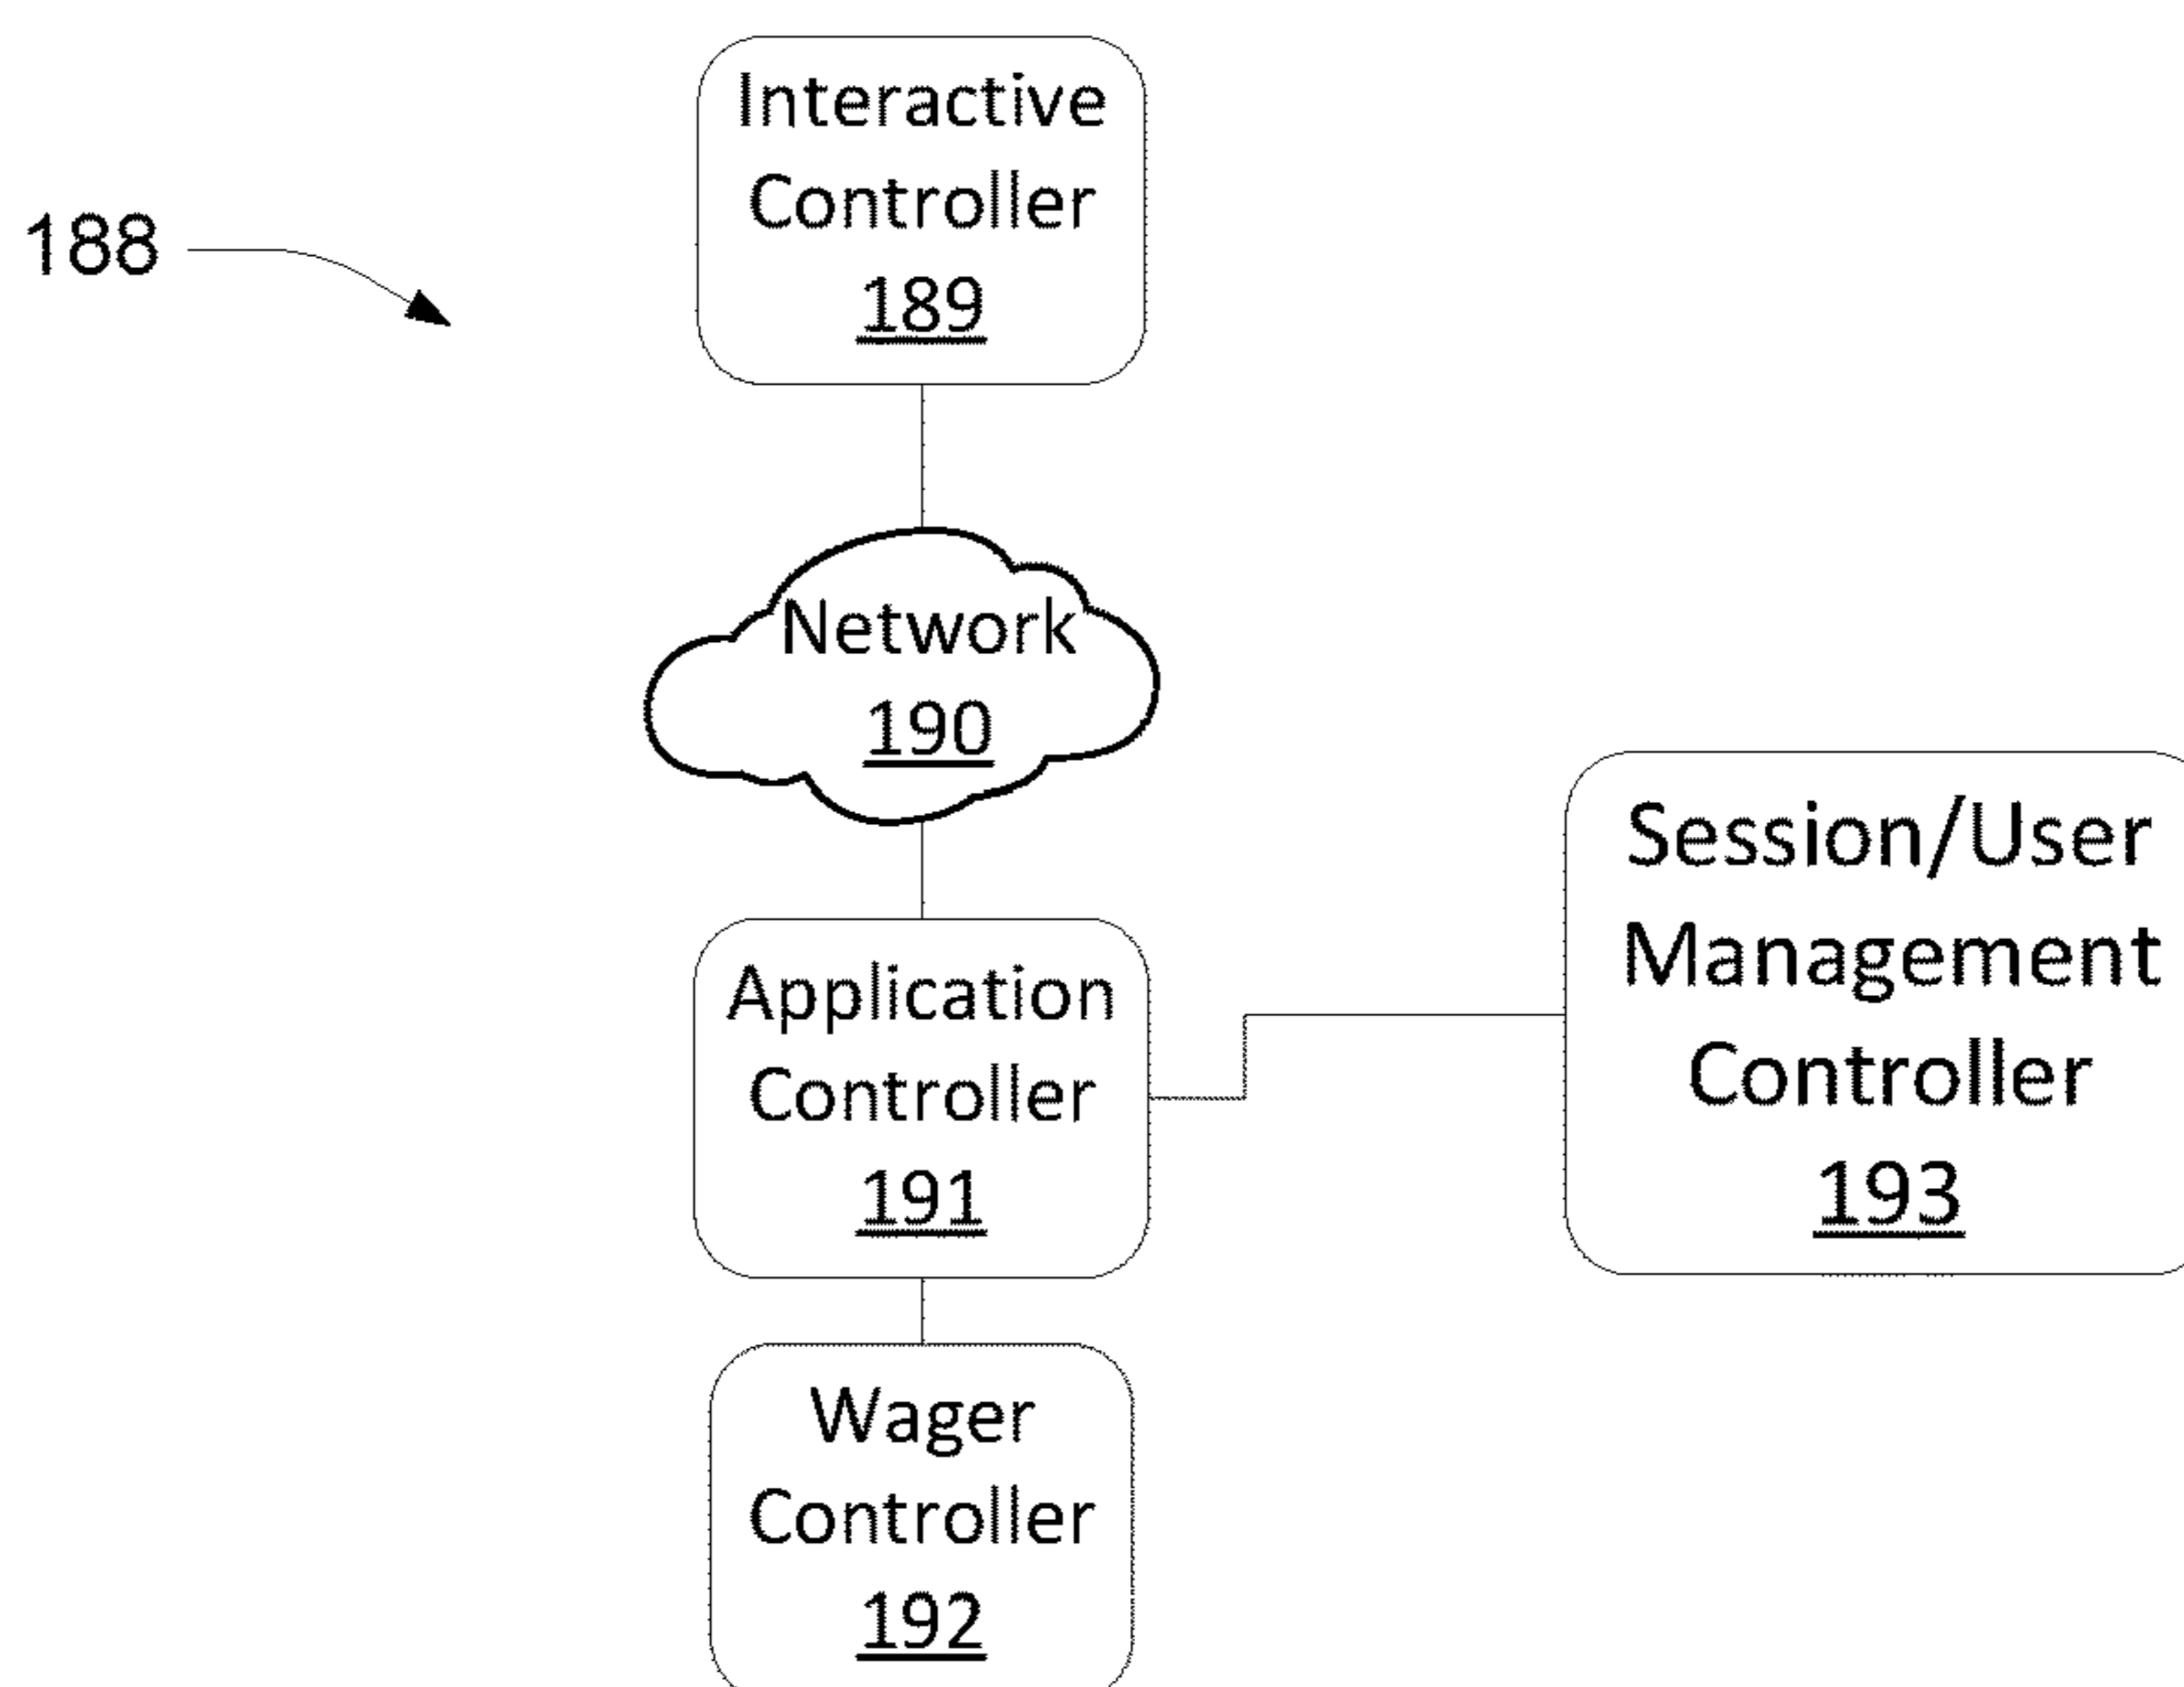 188
Interactive
Controller
189
Network
190
Application
Controller
191
Session/User
Management
Controller
193
Wager
Controller
192